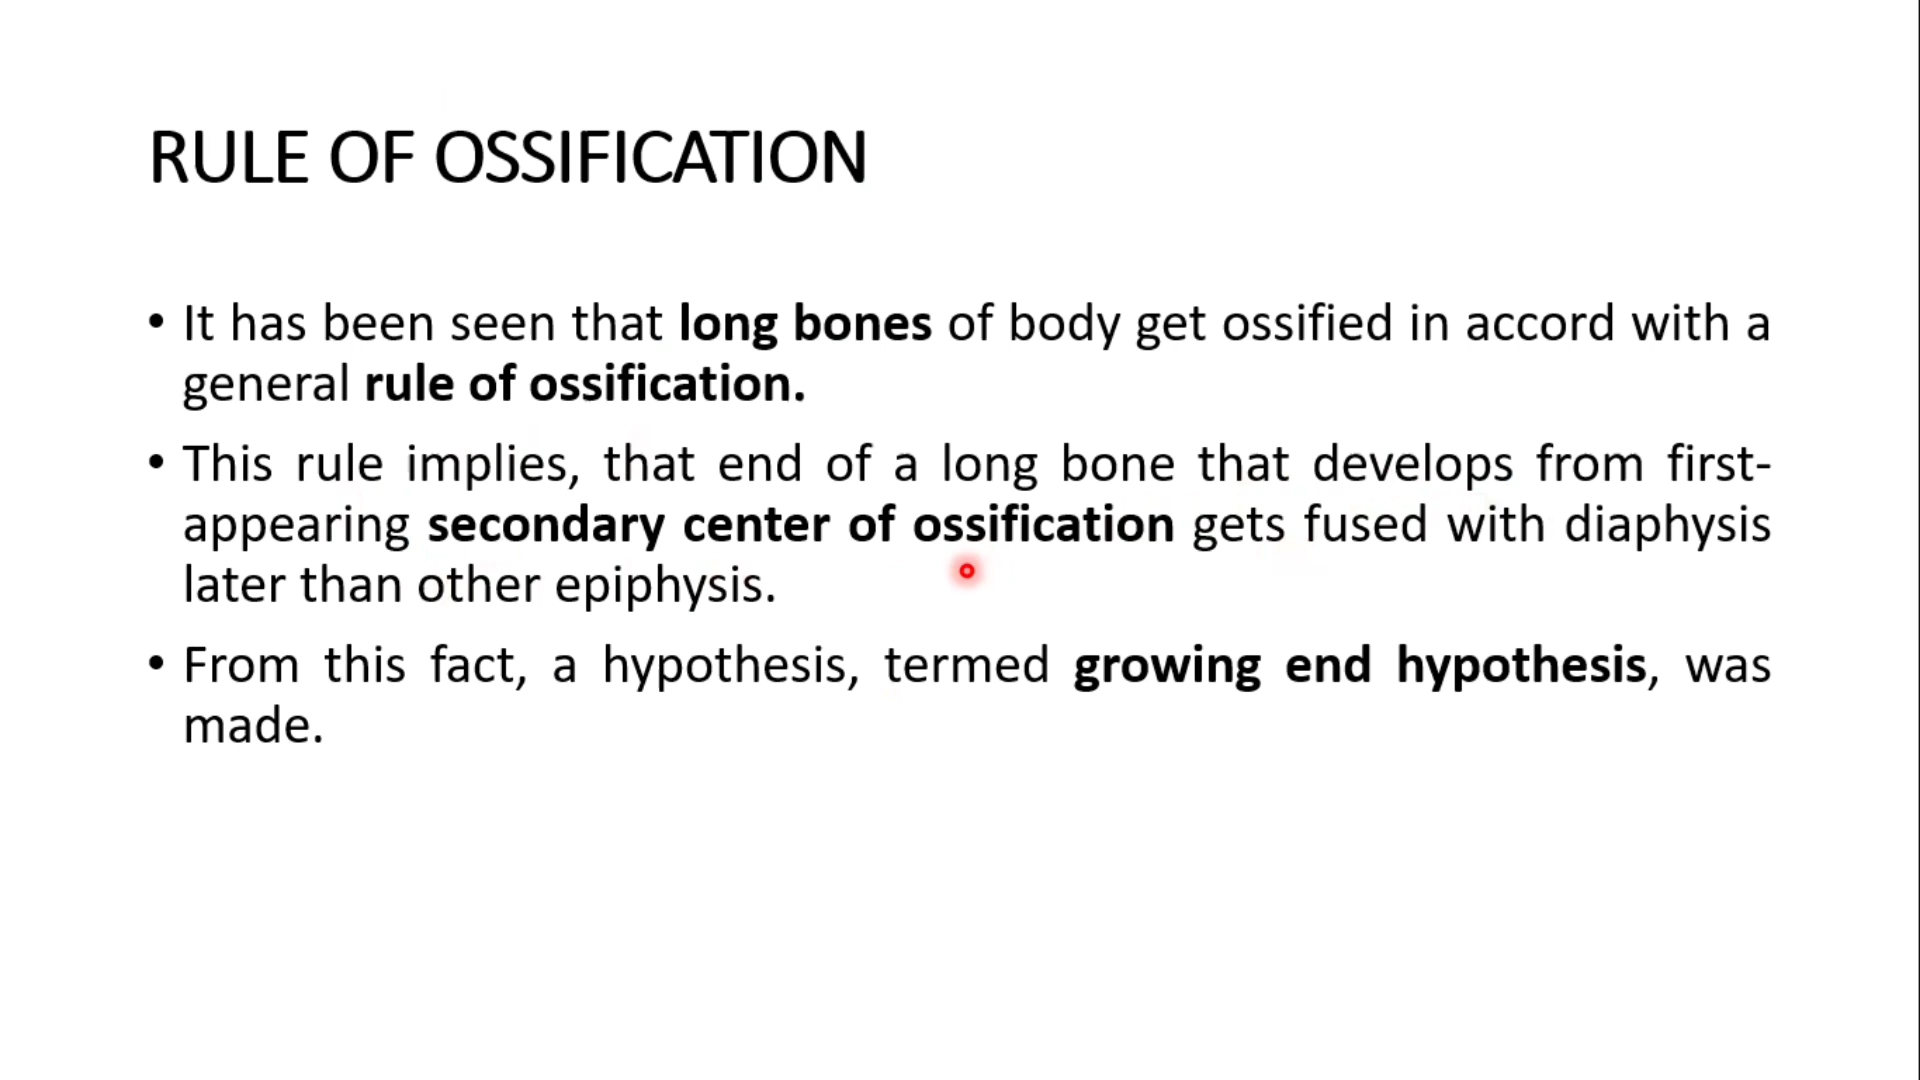 RULE OF OSSIFICATION
• It has been seen that long bones of body get ossified in accord with a
general rule of ossification.
• This rule implies, that end of a long bone that develops from first-
appearing secondary center of ossification gets fused with diaphysis
later than other epiphysis.
• From this fact, a hypothesis, termed growing end hypothesis, was
made.